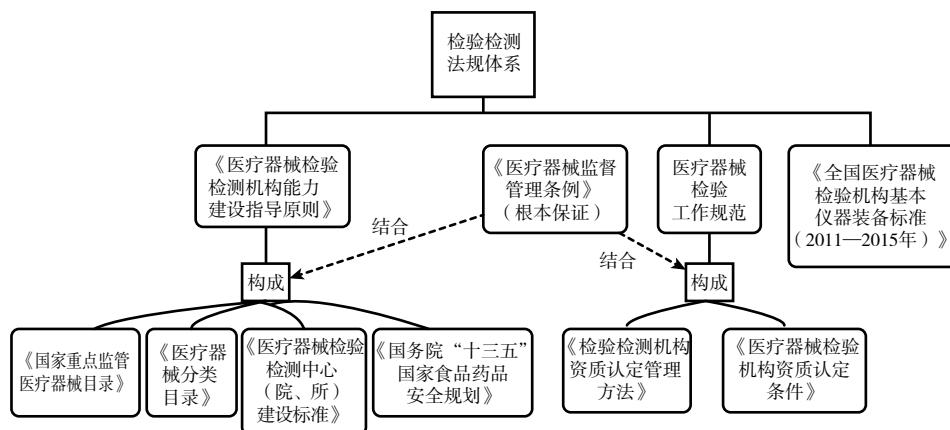 检验检测
法规体系
《医疗器械检验
检测机构能力
建设指导原则》
《医疗器械监督
管理条例》
（根本保证）
医疗器械
检验
工作规范
《全国医疗器械
检验机构基本
仪器装备标准
（2011—2015年）》
结合
结合
构成
构成
《国家重点监管
医疗器械目录》
《医疗器
械分类
目录》
《医疗器械检验
检测中心
（院、所）
建设标准》
《国务院“十三五”
国家食品药品
安全规划》
《检验检测机构
资质认定管理
方法》
《医疗器械检验
机构资质认定
条件》